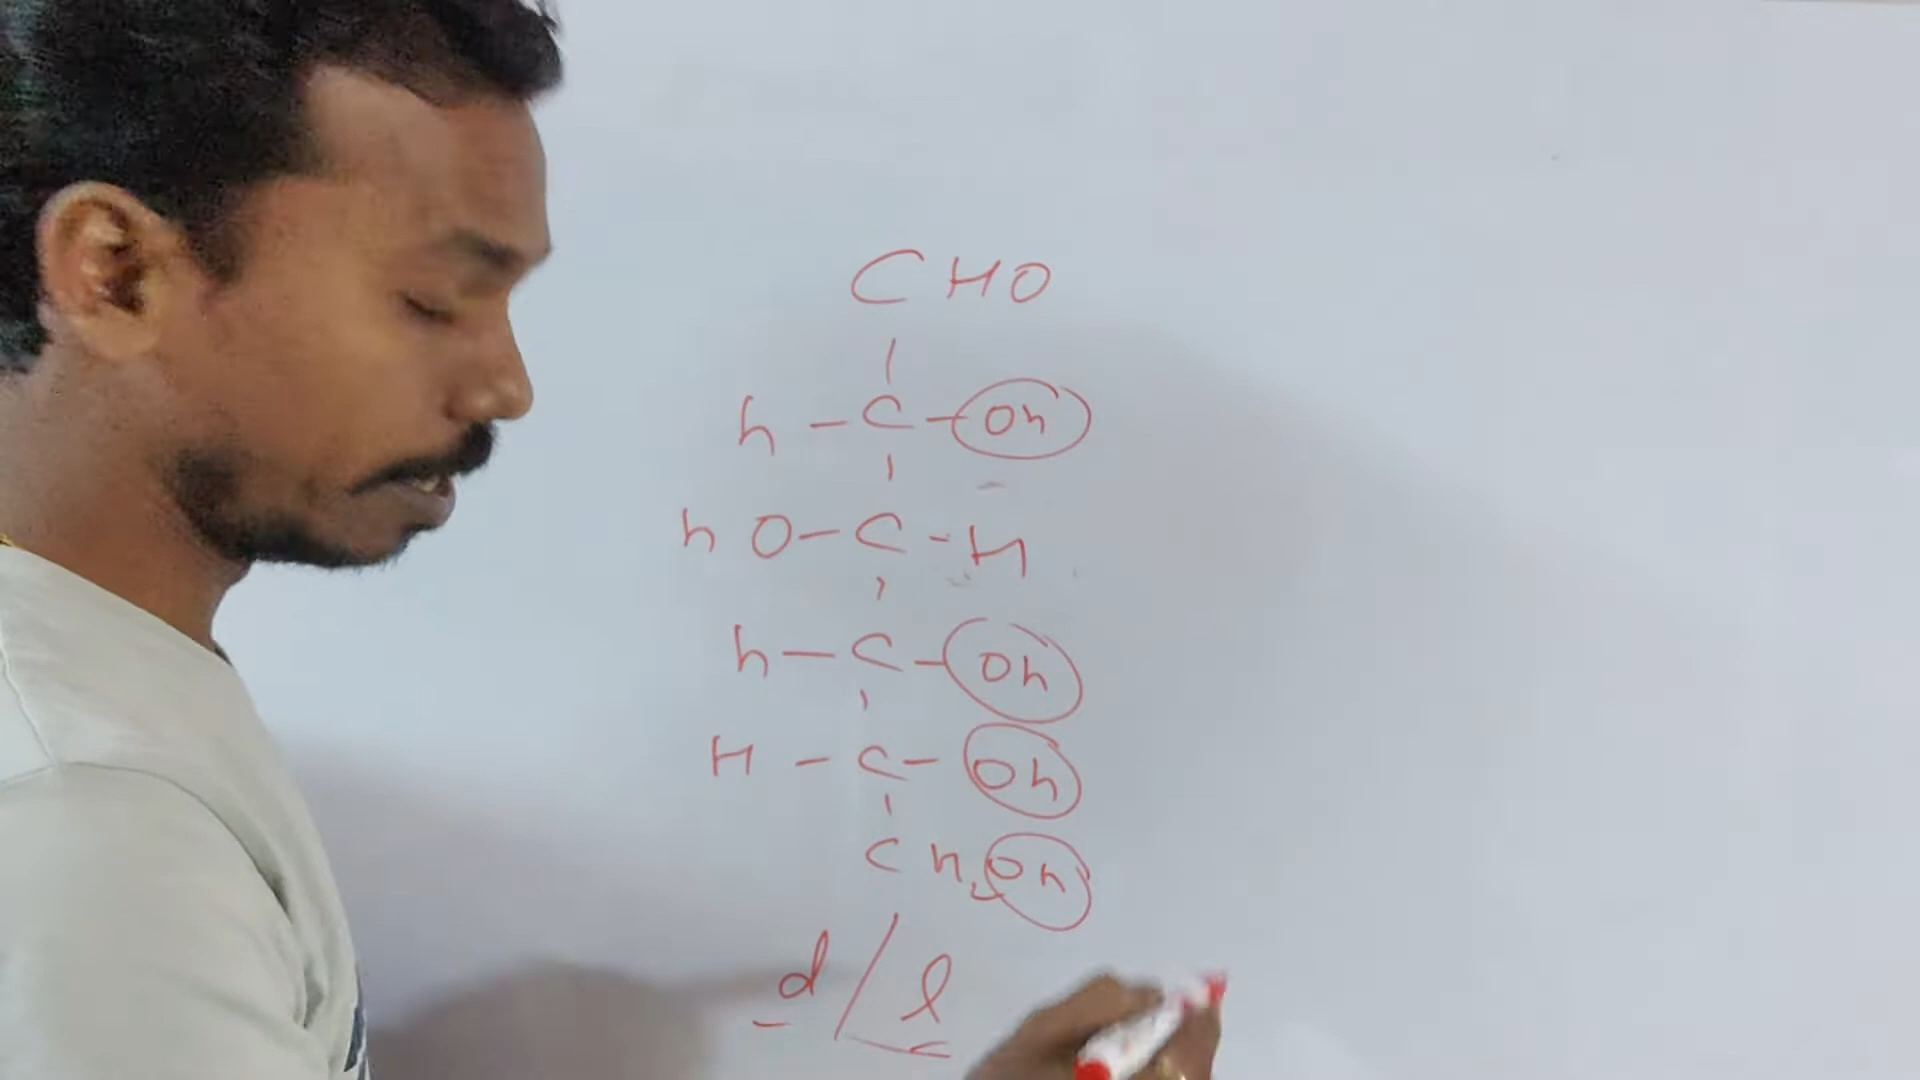 CHO
h - C - Oh
hO - C - H
h - C - Oh
H - C - Oh
Ch₂Oh
d / l